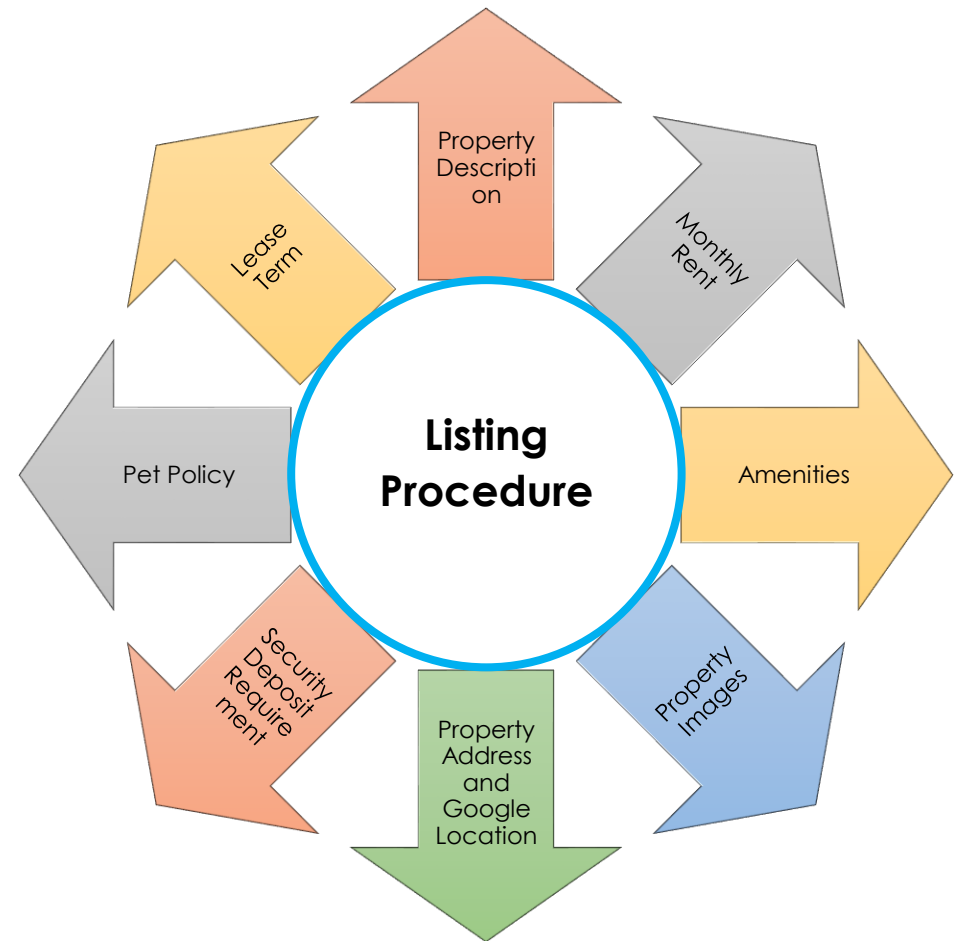 Property
Descripti
on
Monthly
Rent
Amenities
Property
Images
Property
Address
and
Google
Location
Security
Deposit
Require
ment
Pet Policy
Lease
Term
Listing
Procedure